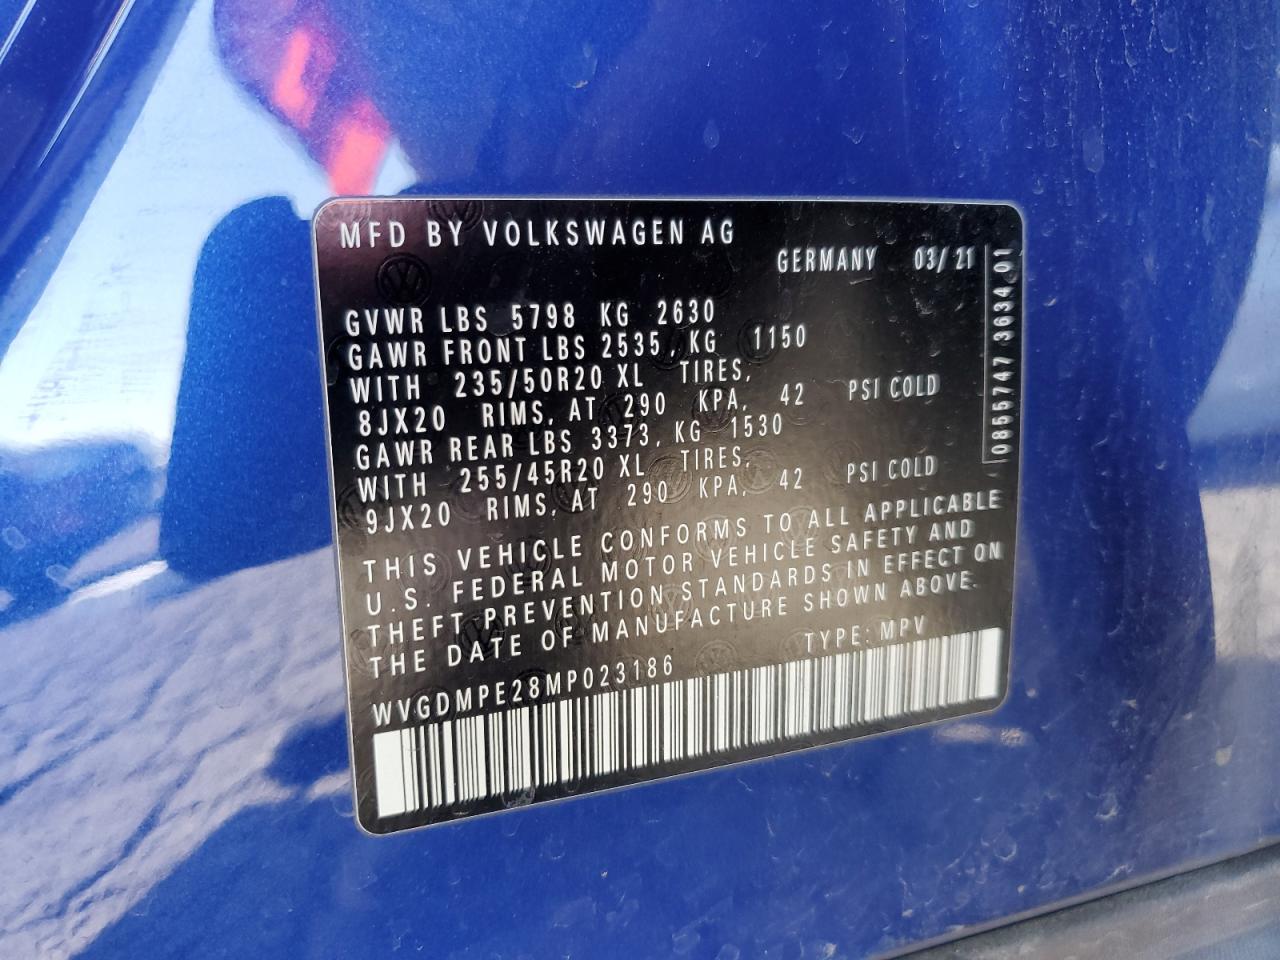 MFD BY VOLKSWAGEN AG
GERMANY 03/21
GVWR LBS 5798 KG 2630
GAWR FRONT LBS 2535, KG 1150
WITH 235/50R20 XL TIRES,
8JX20 RIMS, AT 290 KPA, 42 PSI COLD
GAWR REAR LBS 3373, KG 1530
WITH 255/45R20 XL TIRES,
9JX20 RIMS, AT 290 KPA, 42 PSI COLD
THIS VEHICLE CONFORMS TO ALL APPLICABLE
U.S. FEDERAL MOTOR VEHICLE SAFETY AND
THEFT PREVENTION STANDARDS IN EFFECT ON
THE DATE OF MANUFACTURE SHOWN ABOVE.
WVGDMPE28MP023186 TYPE: MPV
0855747 3634 01